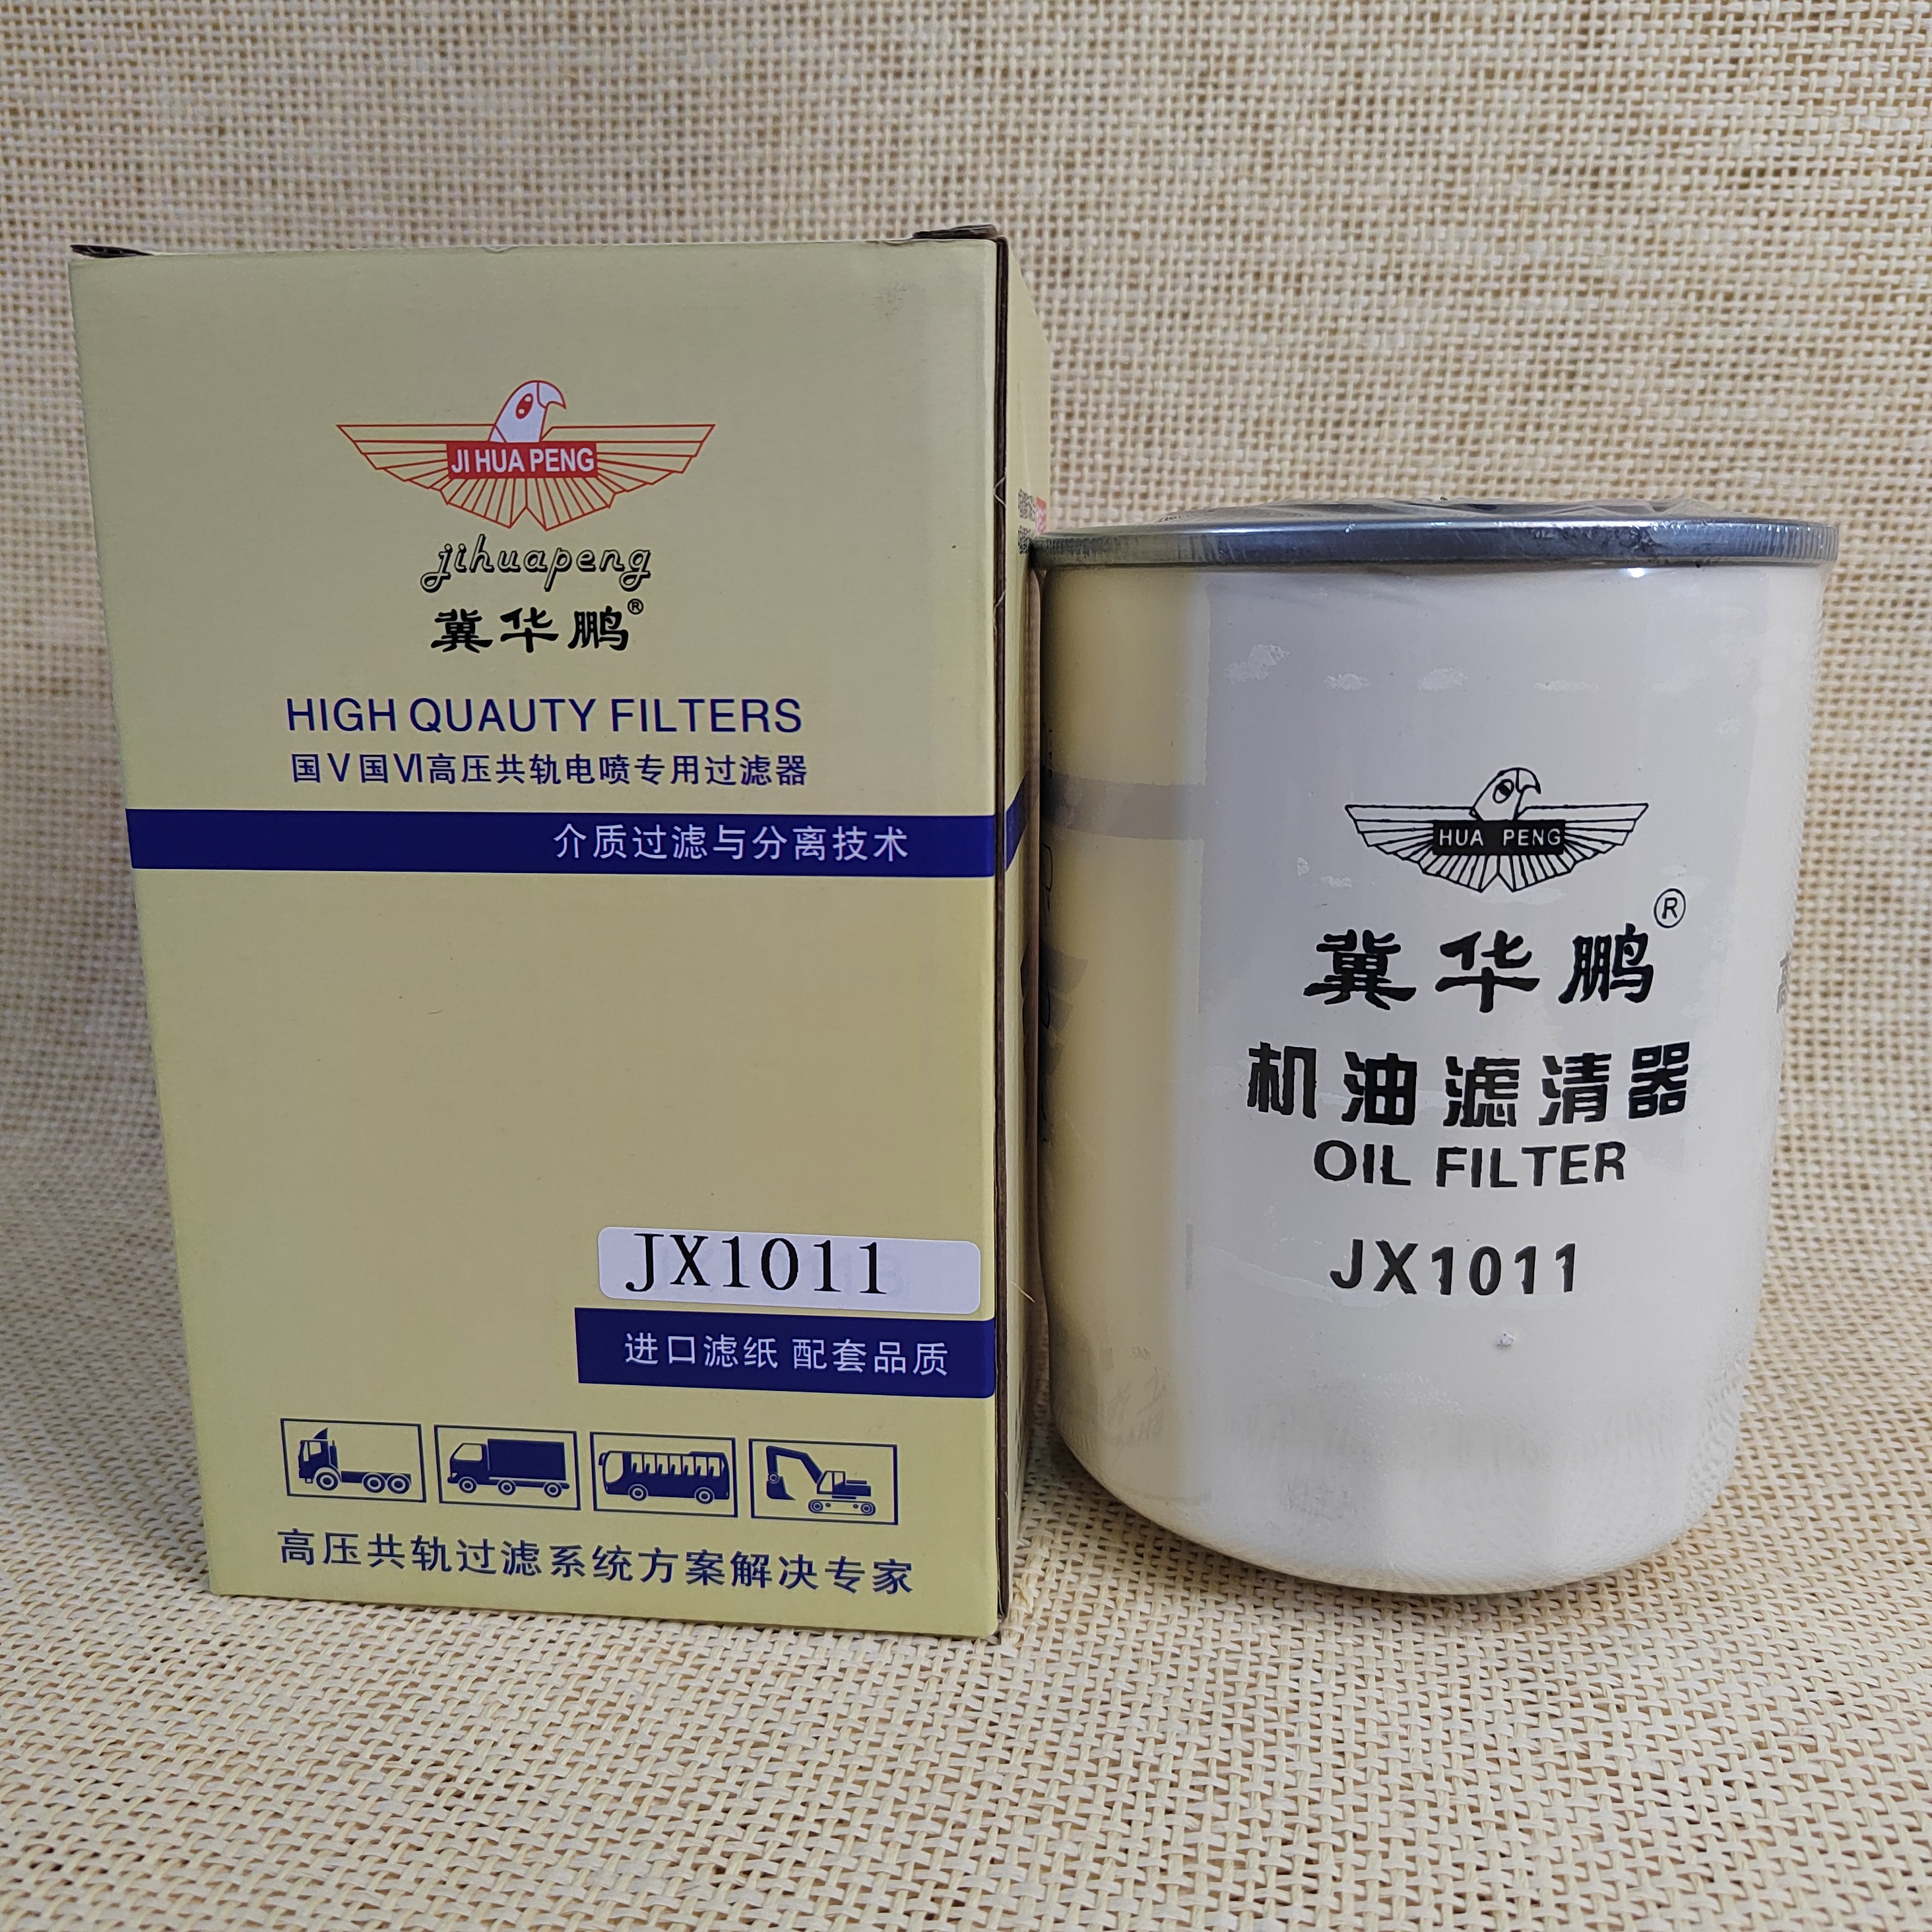 JI HUA PENG
jihuapeng
冀华鹏®
HIGH QUAUTY FILTERS
国Ⅴ国Ⅵ高压共轨电喷专用过滤器
介质过滤与分离技术
JX1011
进口滤纸 配套品质
高压共轨过滤系统方案解决专家
HUA PENG
冀华鹏®
机油滤清器
OIL FILTER
JX1011